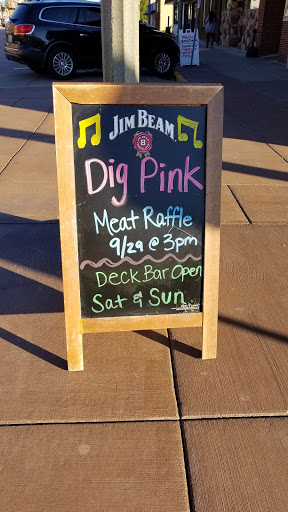 JIM BEAM
B
Dig Pink
Meat Raffle
9/29 @ 3pm
Deck Bar Open
Sat & Sun